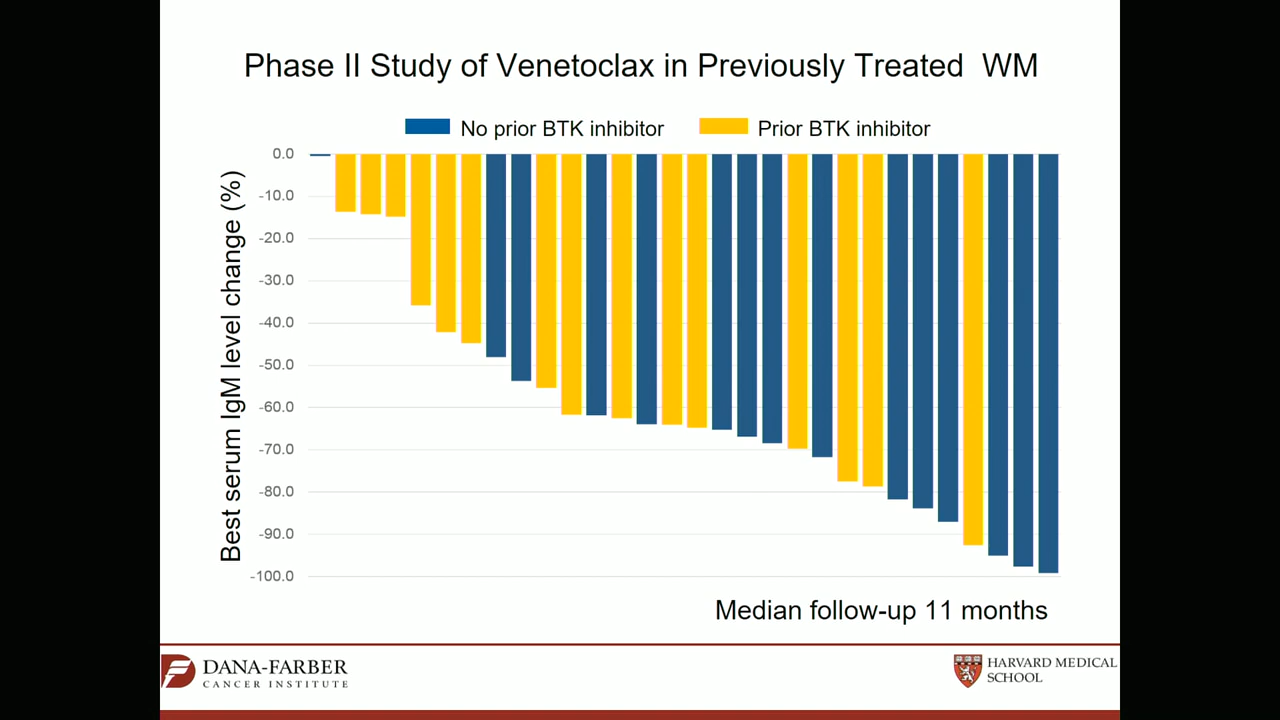 Phase II Study of Venetoclax in Previously Treated WM
No prior BTK inhibitor
Prior BTK inhibitor
Best serum IgM level change (%)
0.0
-10.0
-20.0
-30.0
-40.0
-50.0
-60.0
-70.0
-80.0
-90.0
-100.0
Median follow-up 11 months
DANA-FARBER
CANCER INSTITUTE
HARVARD MEDICAL
SCHOOL